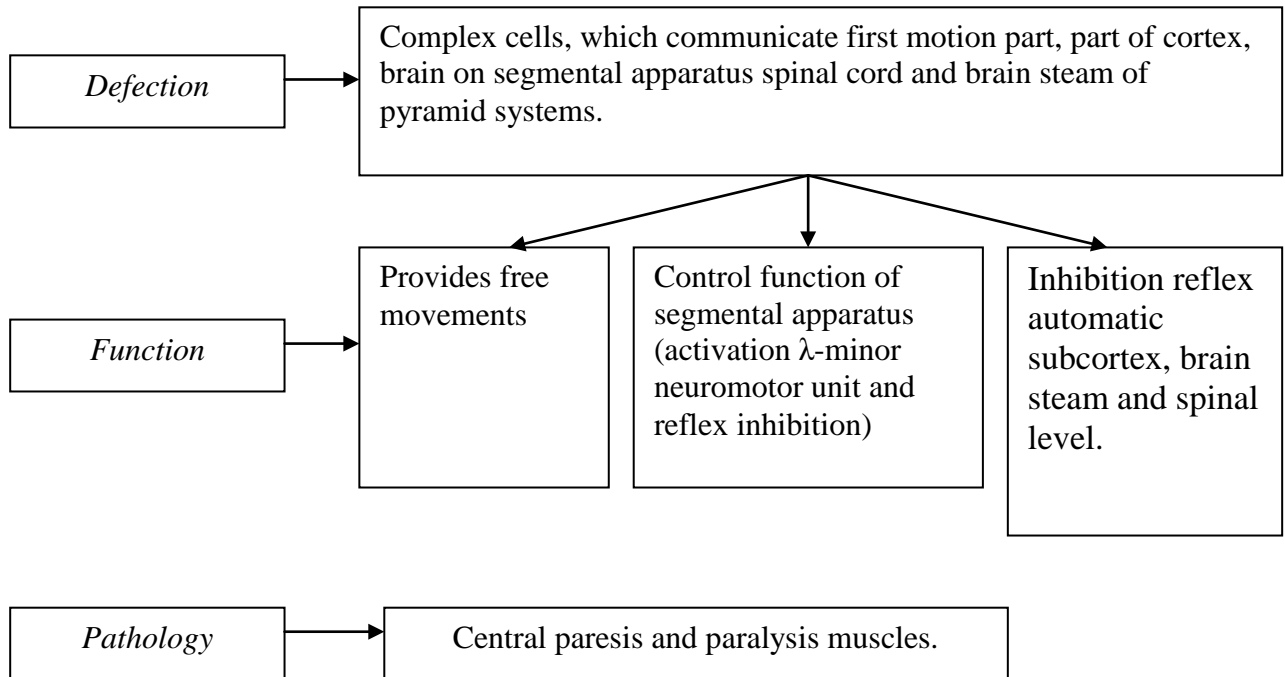 Defection
Complex cells, which communicate first motion part, part of cortex,
brain on segmental apparatus spinal cord and brain steam of
pyramid systems.
Function
Provides free
movements
Control function of
segmental apparatus
(activation λ-minor
neuromotor unit and
reflex inhibition)
Inhibition reflex
automatic
subcortex, brain
steam and spinal
level.
Pathology
Central paresis and paralysis muscles.